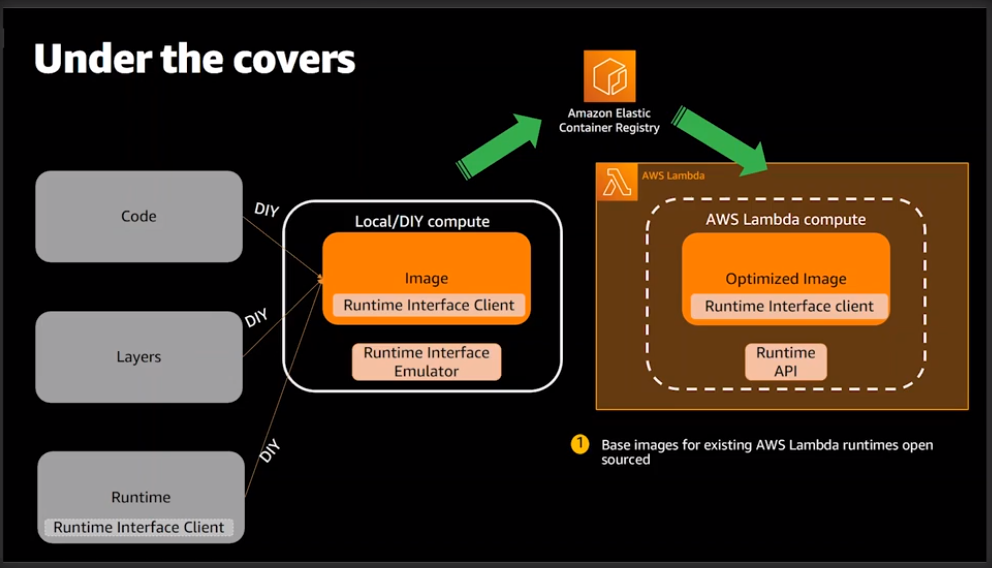 Under the covers
Amazon Elastic
Container Registry
AWS Lambda
Code
DIY
Local/DIY compute
AWS Lambda compute
Image
Runtime Interface Client
Optimized Image
Runtime Interface client
DIY
Layers
Runtime Interface
Emulator
Runtime
API
DIY
1
Base images for existing AWS Lambda runtimes open
sourced
Runtime
Runtime Interface Client